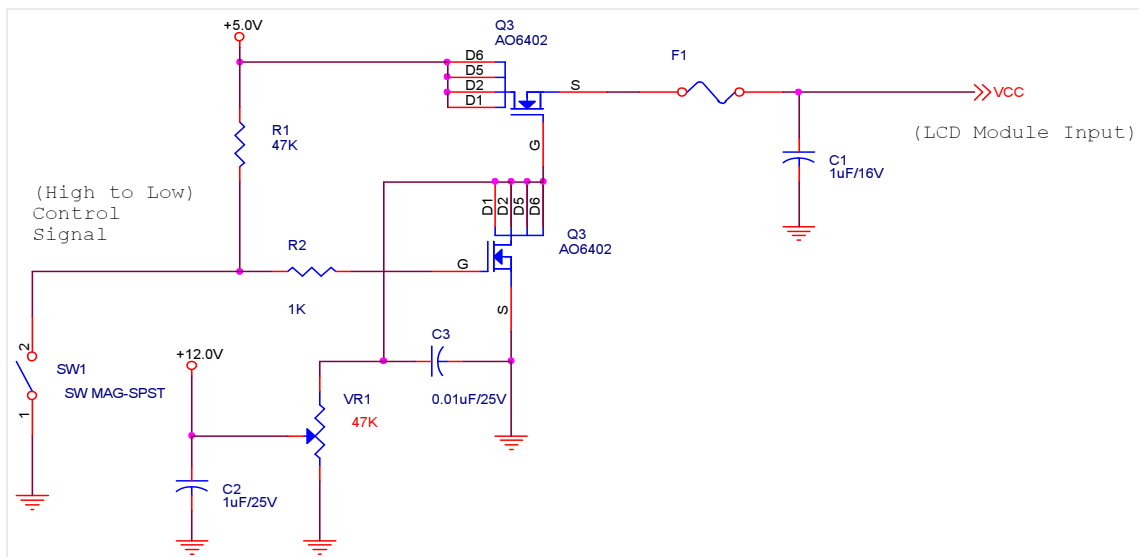 +5.0V
Q3
AO6402
D6
D5
D2
D1
S
G
F1
VCC
(LCD Module Input)
R1
47K
C1
1uF/16V
(High to Low)
Control
Signal
D1
D2
D5
D6
Q3
AO6402
R2
1K
G
S
C3
0.01uF/25V
+12.0V
2
SW1
SW MAG-SPST
1
VR1
47K
C2
1uF/25V